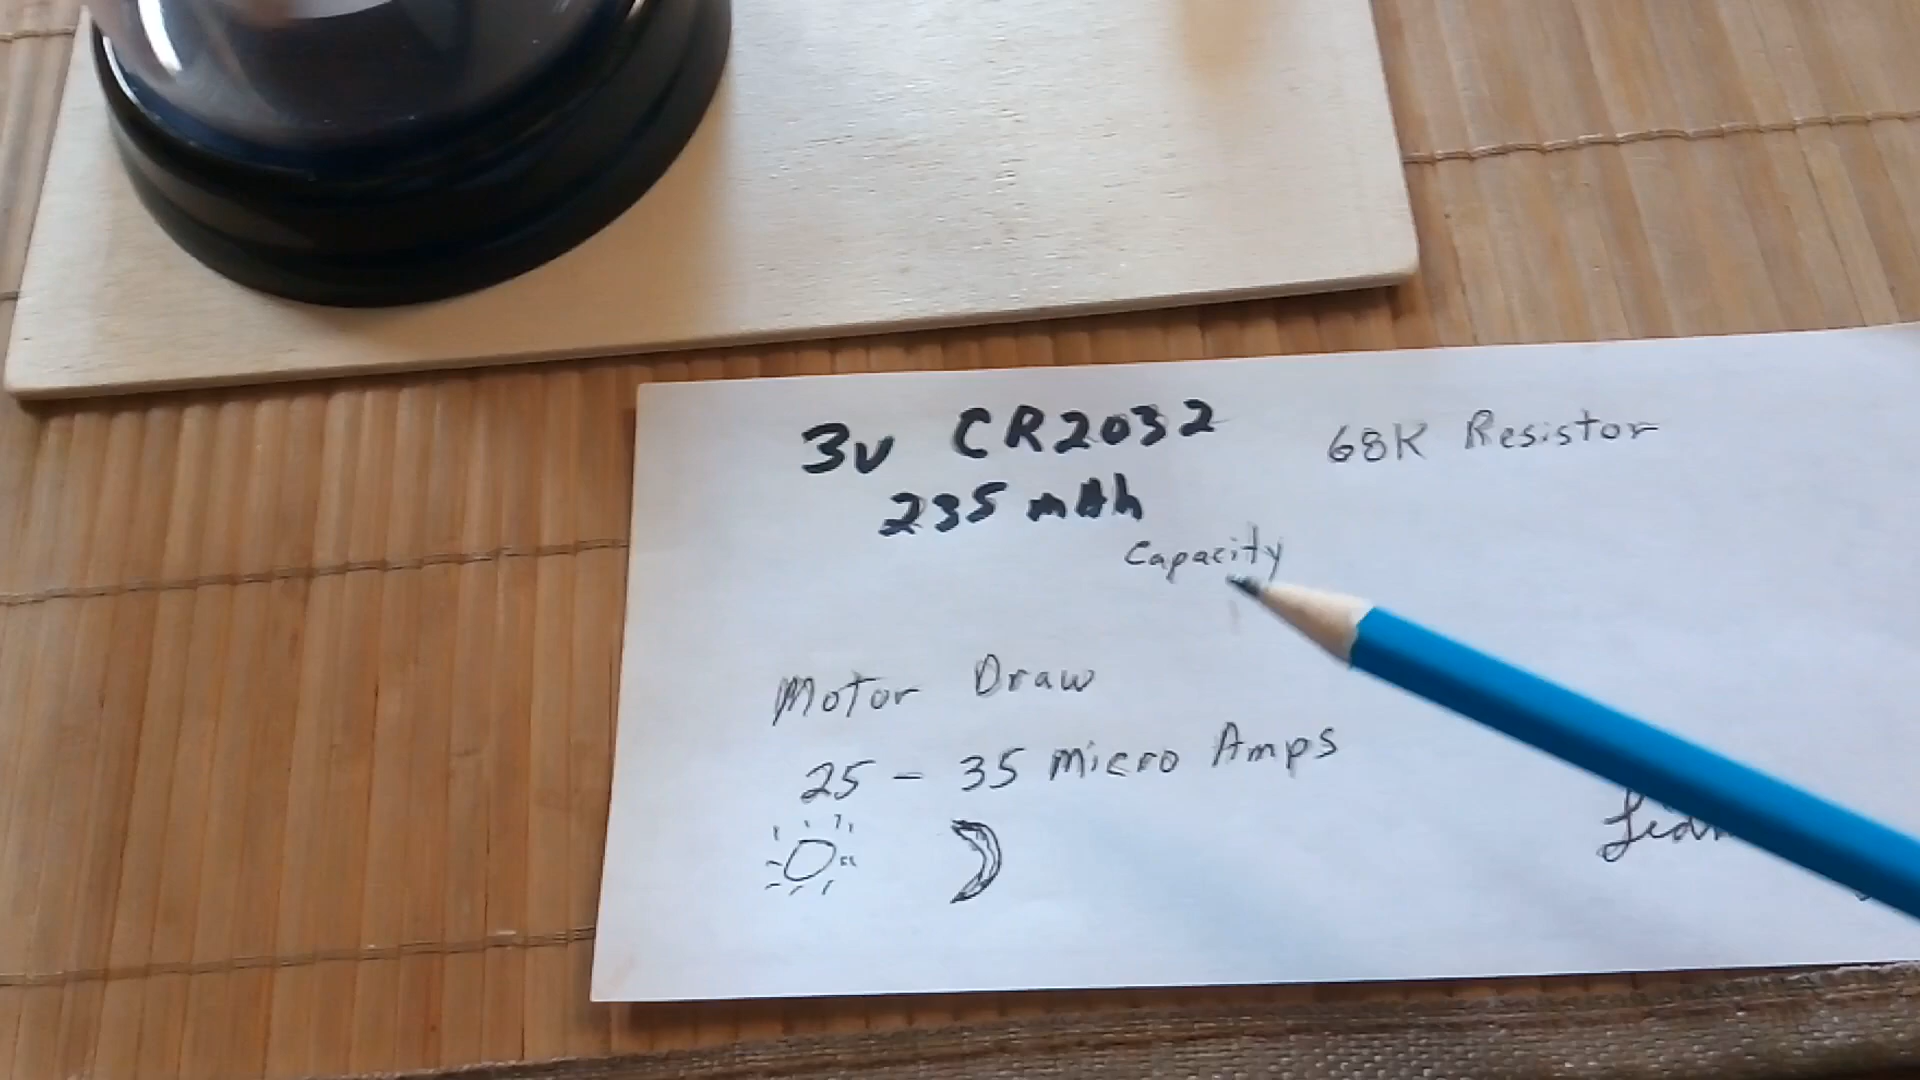 3v CR2032
235 mAh
Capacity
68K Resistor
Motor Draw
25 - 35 Micro Amps